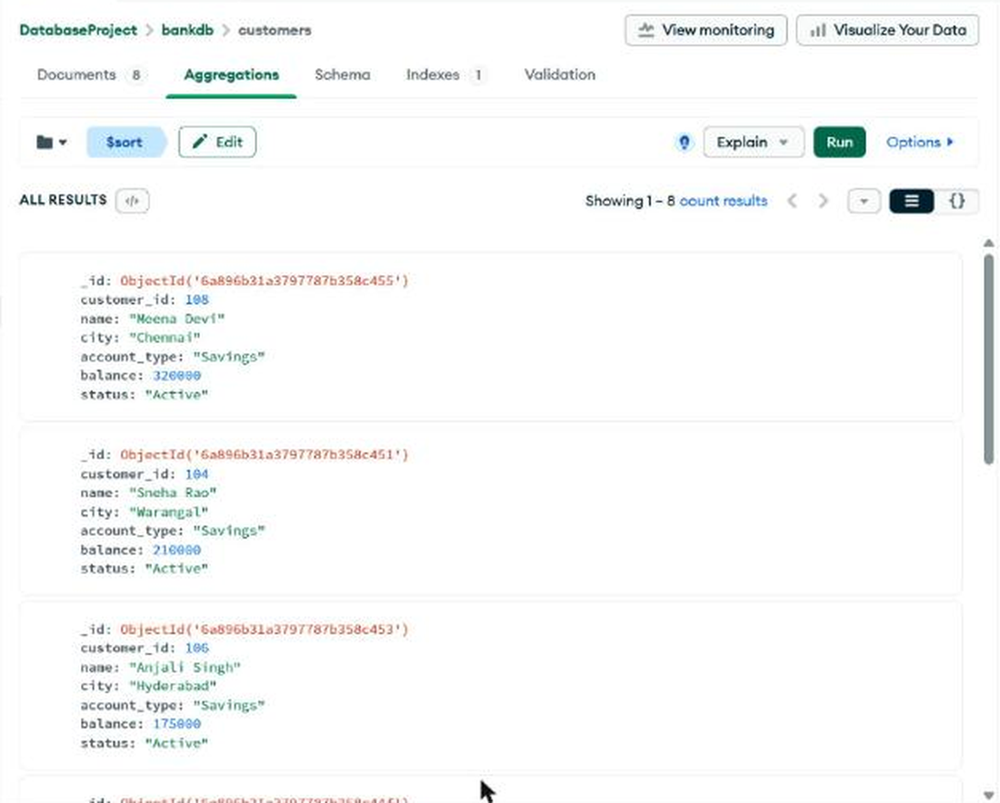 DatabaseProject > bankdb > customers
View monitoring
Visualize Your Data
Documents 8 Aggregations Schema Indexes 1 Validation
$sort Edit Explain Run Options
ALL RESULTS </> Showing 1 – 8 count results {}
_id: ObjectId('6a896b31a3797787b358c455')
customer_id: 108
name: "Meena Devi"
city: "Chennai"
account_type: "Savings"
balance: 320000
status: "Active"
_id: ObjectId('6a896b31a3797787b358c451')
customer_id: 104
name: "Sneha Rao"
city: "Warangal"
account_type: "Savings"
balance: 210000
status: "Active"
_id: ObjectId('6a896b31a3797787b358c453')
customer_id: 106
name: "Anjali Singh"
city: "Hyderabad"
account_type: "Savings"
balance: 175000
status: "Active"